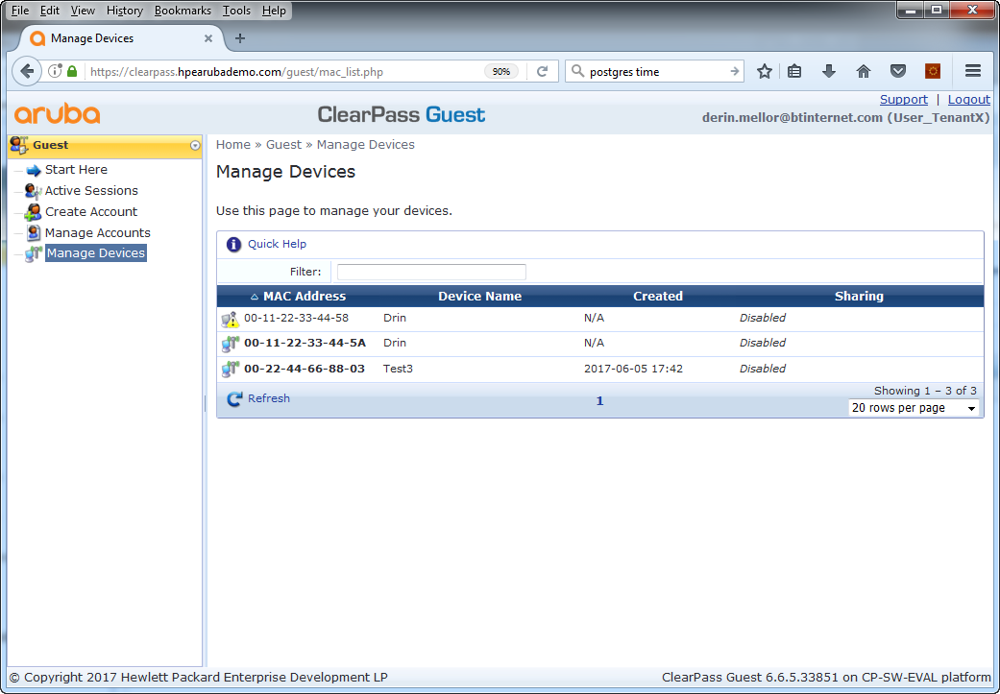 File Edit View History Bookmarks Tools Help
Manage Devices × +
https://clearpass.hpearubademo.com/guest/mac_list.php 90% postgres time
aruba ClearPass Guest Support | Logout
derin.mellor@btinternet.com (User_TenantX)
Guest
Start Here
Active Sessions
Create Account
Manage Accounts
Manage Devices
Home » Guest » Manage Devices
Manage Devices
Use this page to manage your devices.
Quick Help
Filter:
MAC Address Device Name Created Sharing
00-11-22-33-44-58 Drin N/A Disabled
00-11-22-33-44-5A Drin N/A Disabled
00-22-44-66-88-03 Test3 2017-06-05 17:42 Disabled
Refresh 1 Showing 1 – 3 of 3
20 rows per page
© Copyright 2017 Hewlett Packard Enterprise Development LP ClearPass Guest 6.6.5.33851 on CP-SW-EVAL platform